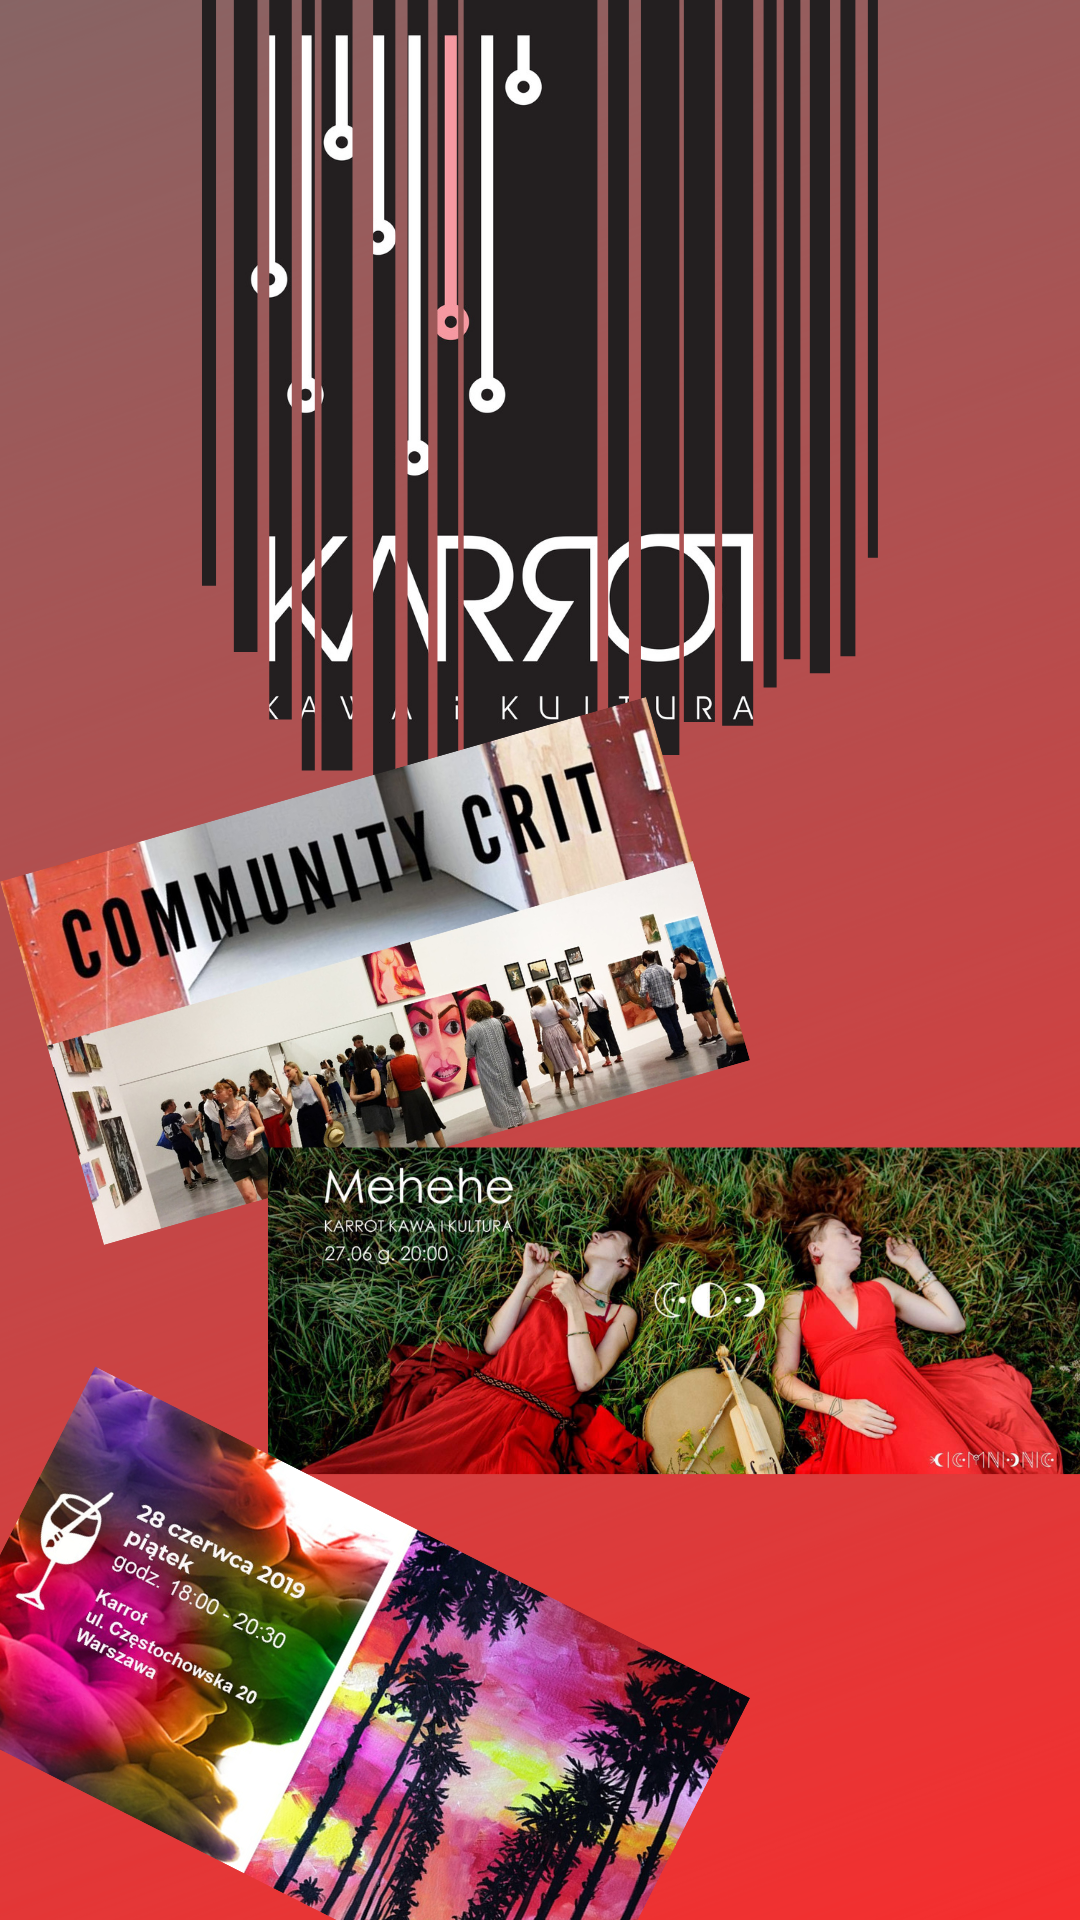 KARROT
KAWA i KULTURA
COMMUNITY CRIT
Mehehe
KARROT KAWA i KULTURA
27.06 g. 20:00
28 czerwca 2019
piątek
godz. 18:00 - 20:30
Karrot
ul. Częstochowska 20
Warszawa